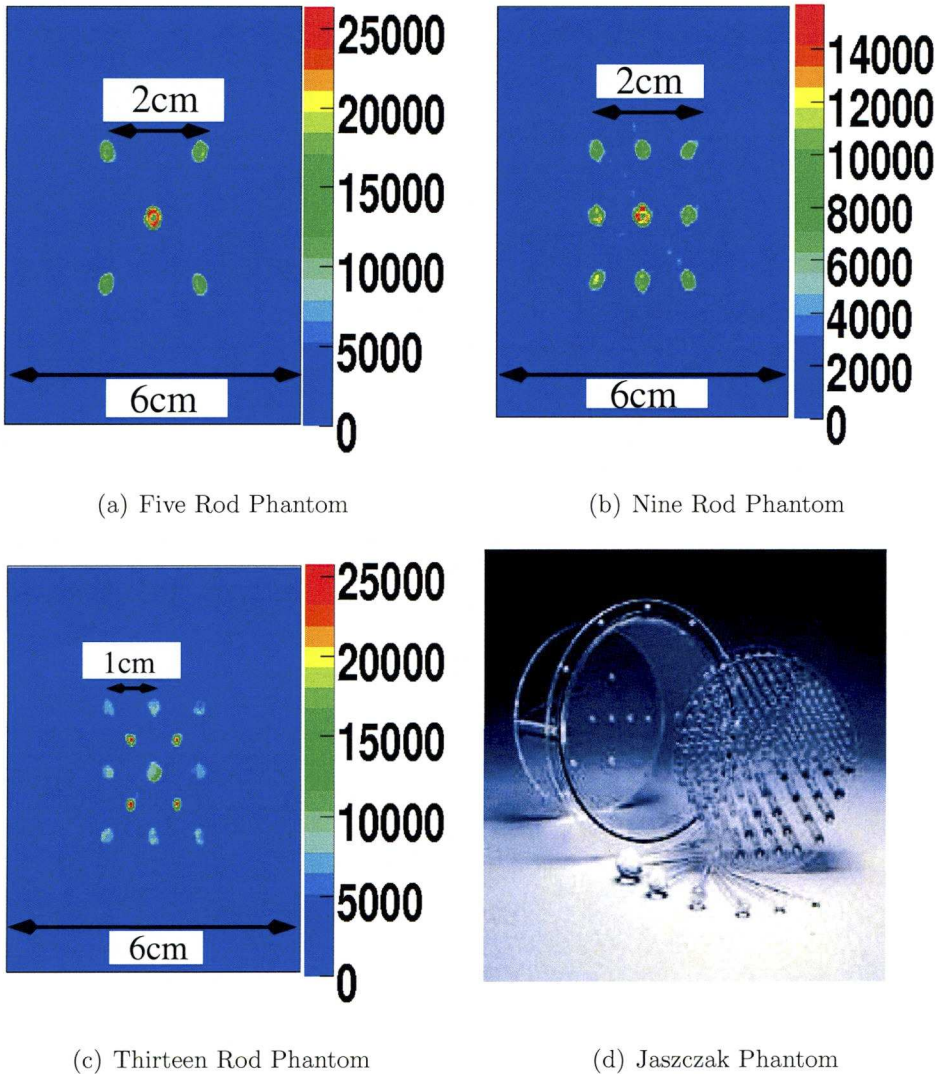 2cm
6cm
25000
20000
15000
10000
5000
0
(a) Five Rod Phantom
2cm
6cm
14000
12000
10000
8000
6000
4000
2000
0
(b) Nine Rod Phantom
1cm
6cm
25000
20000
15000
10000
5000
0
(c) Thirteen Rod Phantom
(d) Jaszczak Phantom